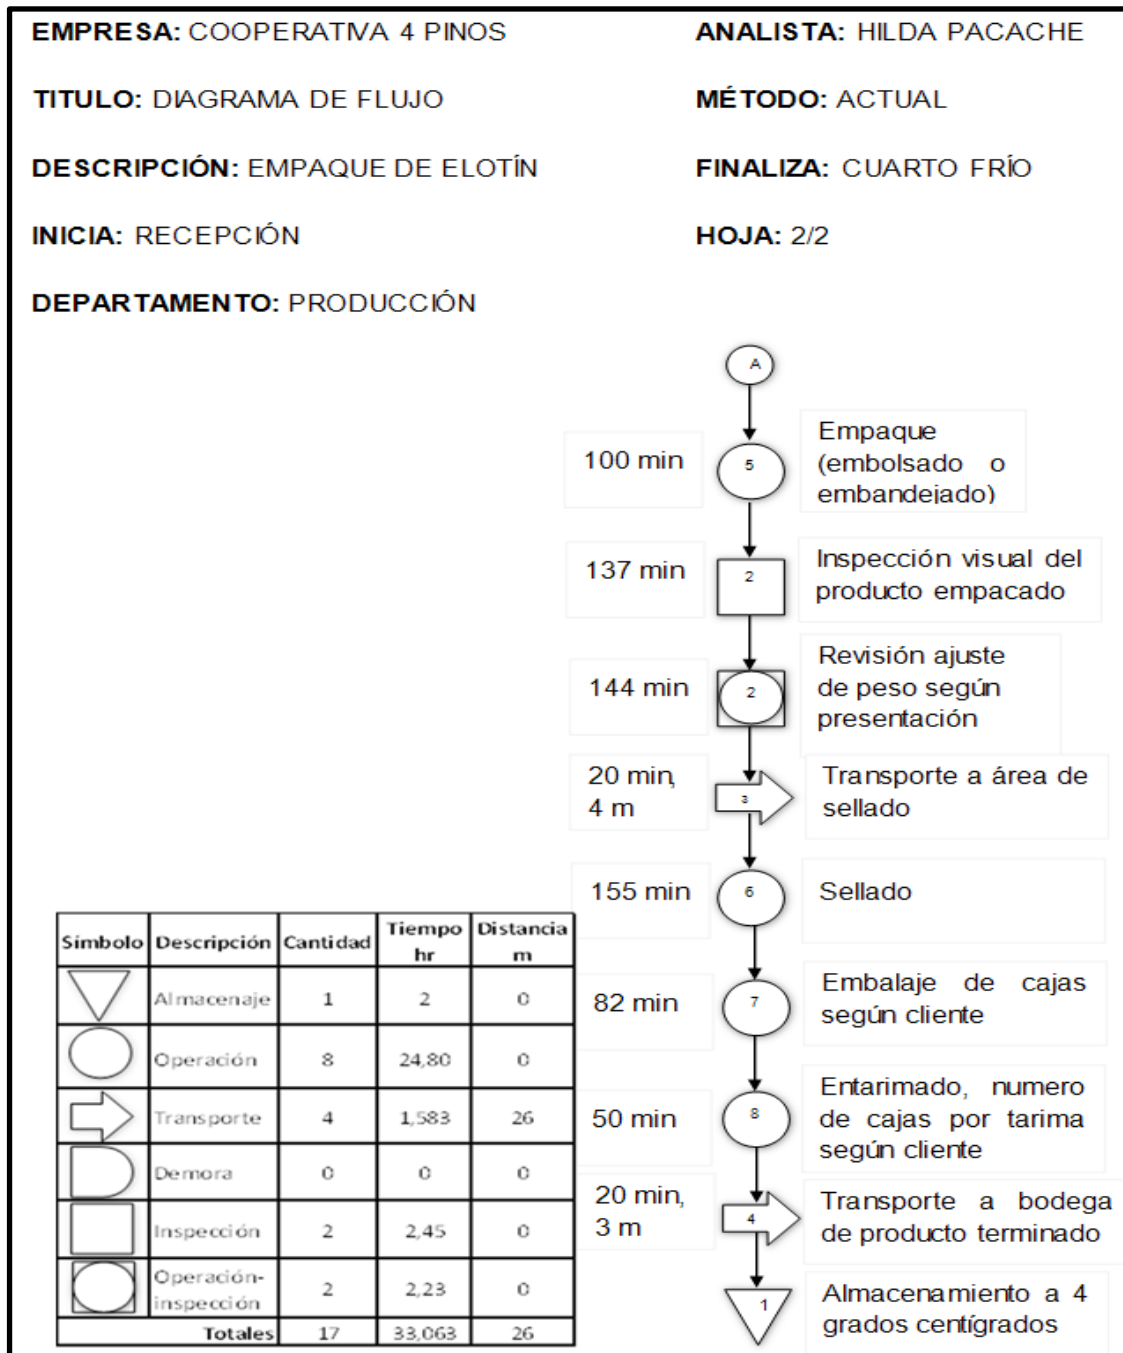 EMPRESA: COOPERATIVA 4 PINOS
ANALISTA: HILDA PACACHE
TITULO: DIAGRAMA DE FLUJO
MÉTODO: ACTUAL
DESCRIPCIÓN: EMPAQUE DE ELOTÍN
FINALIZA: CUARTO FRÍO
INICIA: RECEPCIÓN
HOJA: 2/2
DEPARTAMENTO: PRODUCCIÓN
A
100 min
5
Empaque
(embolsado o
embandejado)
137 min
2
Inspección visual del
producto empacado
144 min
2
Revisión ajuste
de peso según
presentación
20 min,
4 m
3
Transporte a área de
sellado
155 min
6
Sellado
82 min
7
Embalaje de cajas
según cliente
50 min
8
Entarimado, numero
de cajas por tarima
según cliente
20 min,
3 m
4
Transporte a bodega
de producto terminado
1
Almacenamiento a 4
grados centígrados
Símbolo Descripción Cantidad Tiempo hr Distancia m
Almacenaje 1 2 0
Operación 8 24,80 0
Transporte 4 1,583 26
Demora 0 0 0
Inspección 2 2,45 0
Operación-
inspección 2 2,23 0
Totales 17 33,063 26